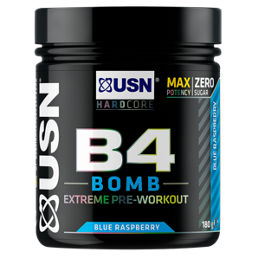 USN
HARDCORE
MAX ZERO
POTENCY SUGAR
B4
BOMB
EXTREME PRE-WORKOUT
BLUE RASPBERRY
180g
USN
BLUE RASPBERRY